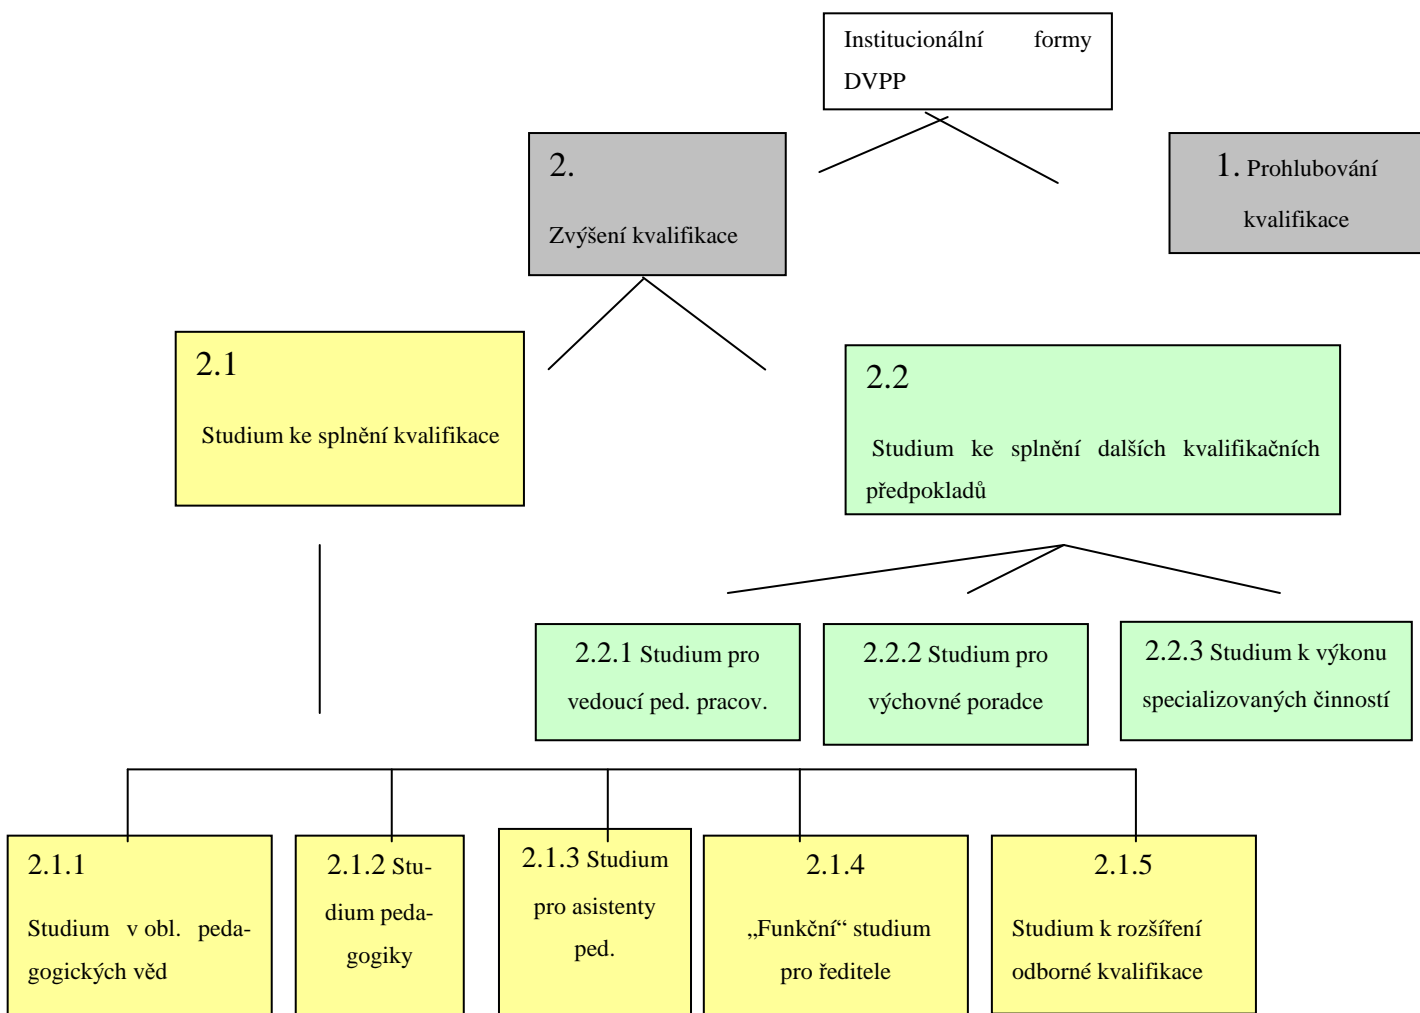 Institucionální formy
DVPP
2.
Zvýšení kvalifikace
1. Prohlubování
kvalifikace
2.1
Studium ke splnění kvalifikace
2.2
Studium ke splnění dalších kvalifikačních
předpokladů
2.2.1 Studium pro
vedoucí ped. pracov.
2.2.2 Studium pro
výchovné poradce
2.2.3 Studium k výkonu
specializovaných činností
2.1.1
Studium v obl. peda-
gogických věd
2.1.2 Stu-
dium peda-
gogiky
2.1.3 Studium
pro asistenty
ped.
2.1.4
„Funkční“ studium
pro ředitele
2.1.5
Studium k rozšíření
odborné kvalifikace